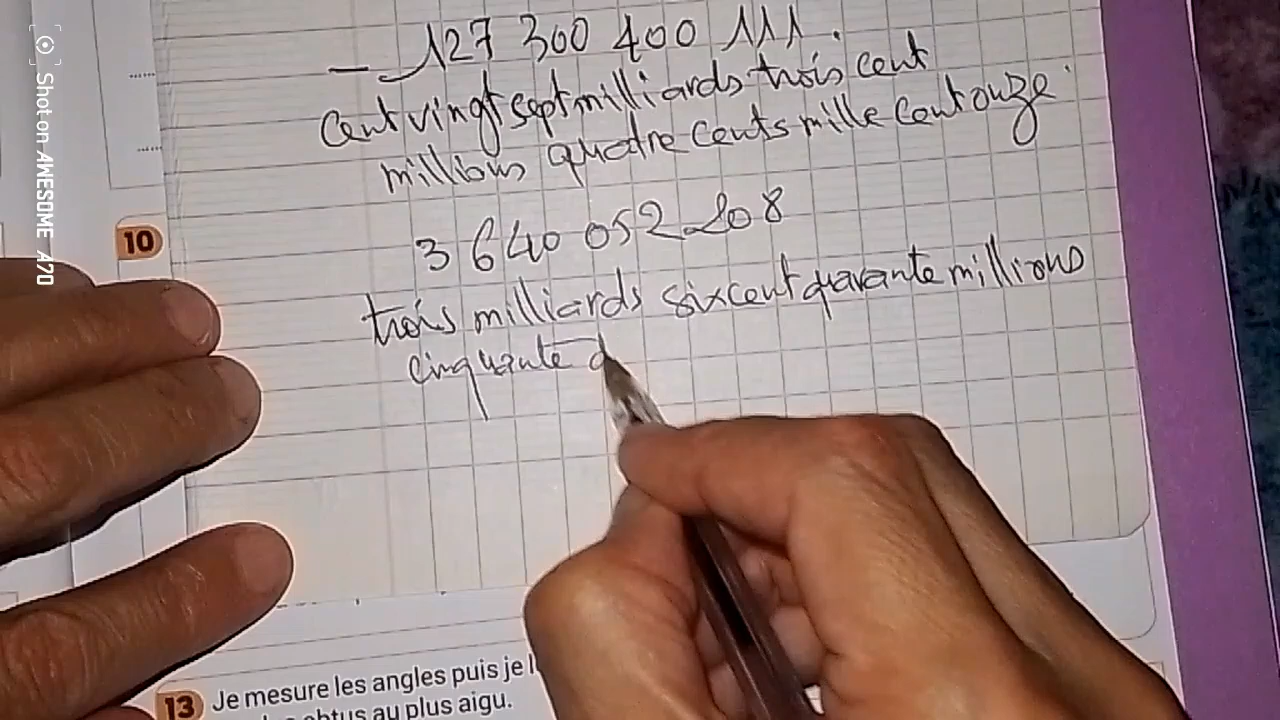 Shot on AWESOME A70
127 300 400 111.
cent vingt sept milliards trois cent
millions quatre cents mille cent onze
10
3 640 052 208
trois milliards six cent quarante millions
cinquante d
13 Je mesure les angles puis je l
obtus au plus aigu.